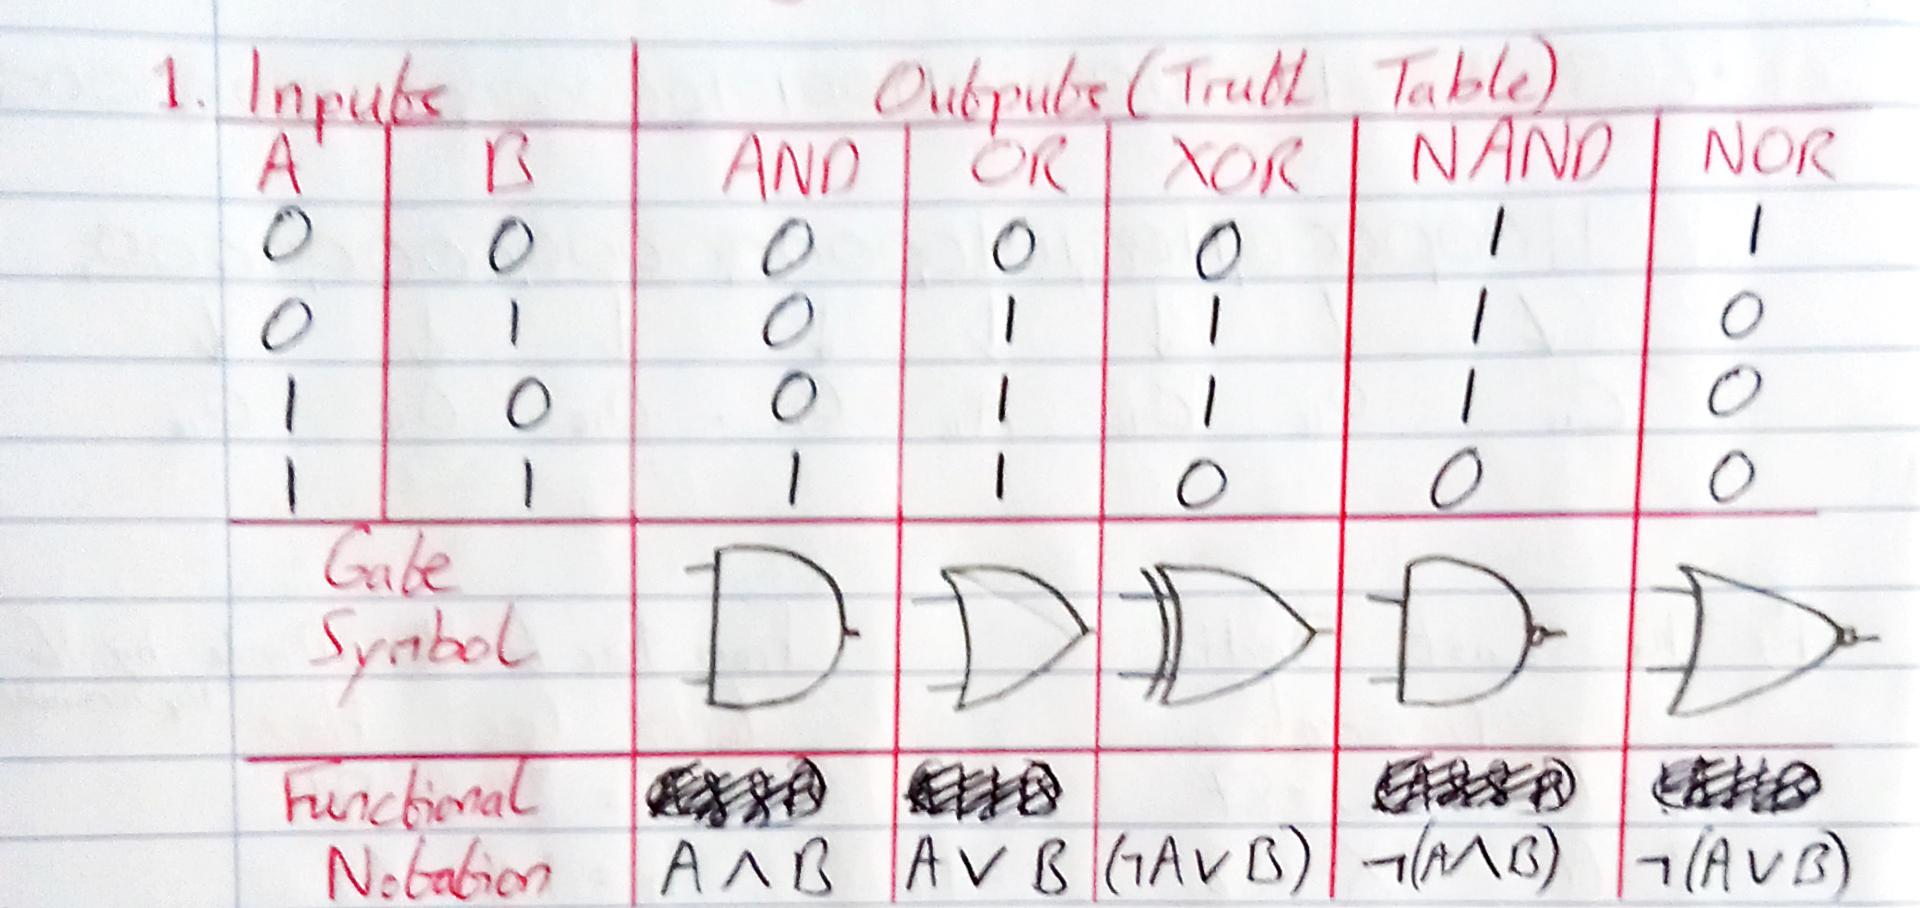 1. Inputs Outputs (Truth Table)
A B AND OR XOR NAND NOR
0 0 0 0 0 1 1
0 1 0 1 1 1 0
1 0 0 1 1 1 0
1 1 1 1 0 0 0
Gate
Symbol
Functional
Notation A ∧ B A ∨ B (¬A ∨ B) ¬(A ∧ B) ¬(A ∨ B)